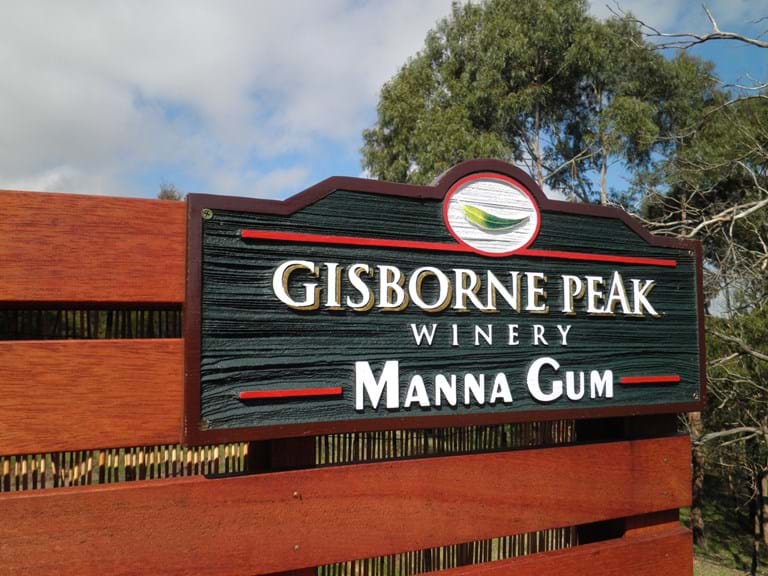 GISBORNE PEAK
WINERY
MANNA GUM